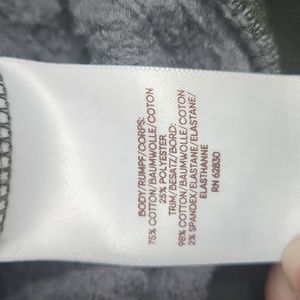 BODY/RUMPF/CORPS:
75% COTTON/BAUMWOLLE/COTON
25% POLYESTER
TRIM/BESATZ/BORD:
98% COTTON/BAUMWOLLE/COTON
2% SPANDEX/ELASTANE/ELASTANE/
ELASTHANNE
RN 62830